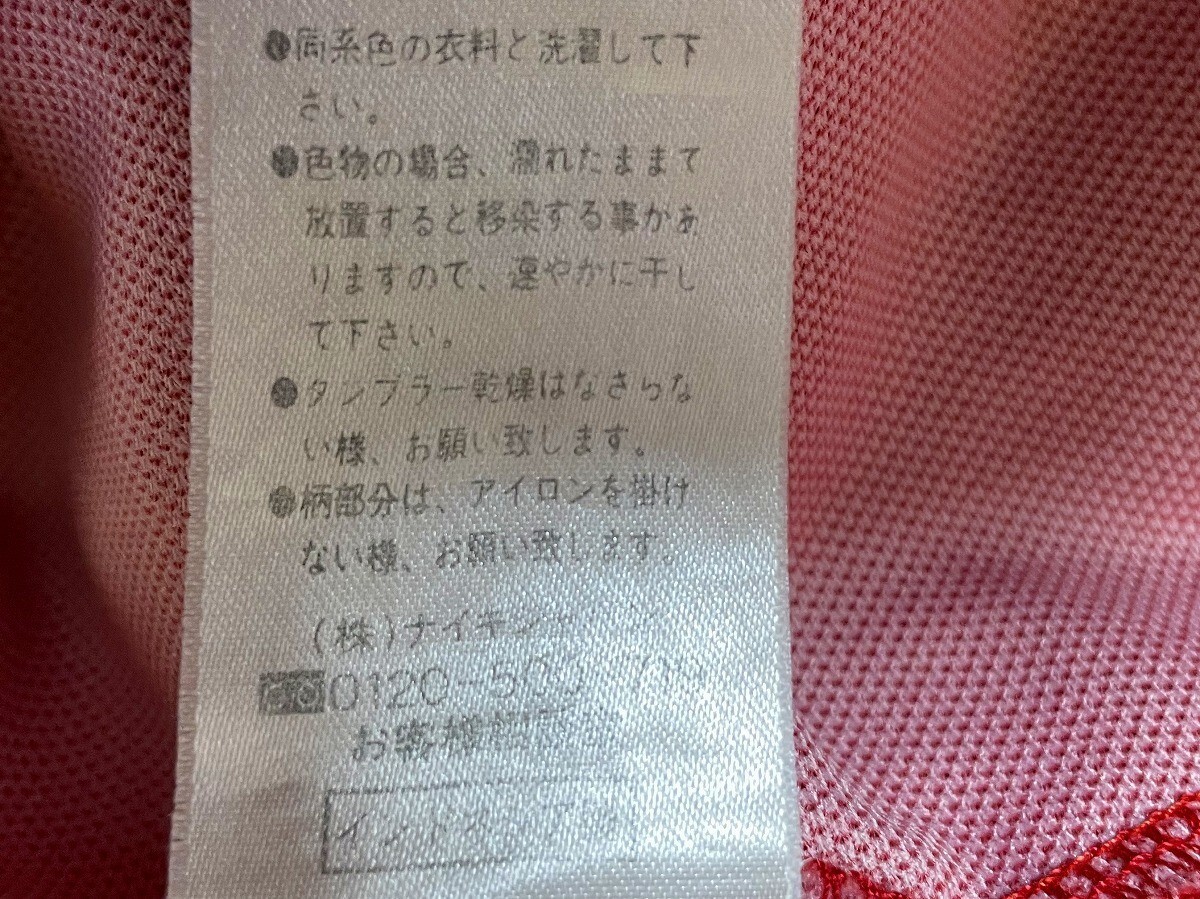 ●同系色の衣料と洗濯して下
さい。
●色物の場合、濡れたままで
放置すると移染する事があ
りますので、速やかに干し
て下さい。
●タンブラー乾燥はなさらな
い様、お願い致します。
●柄部分は、アイロンを掛け
ない様、お願い致します。
(株)ナイキジャパン
0120-500
お客様相談室